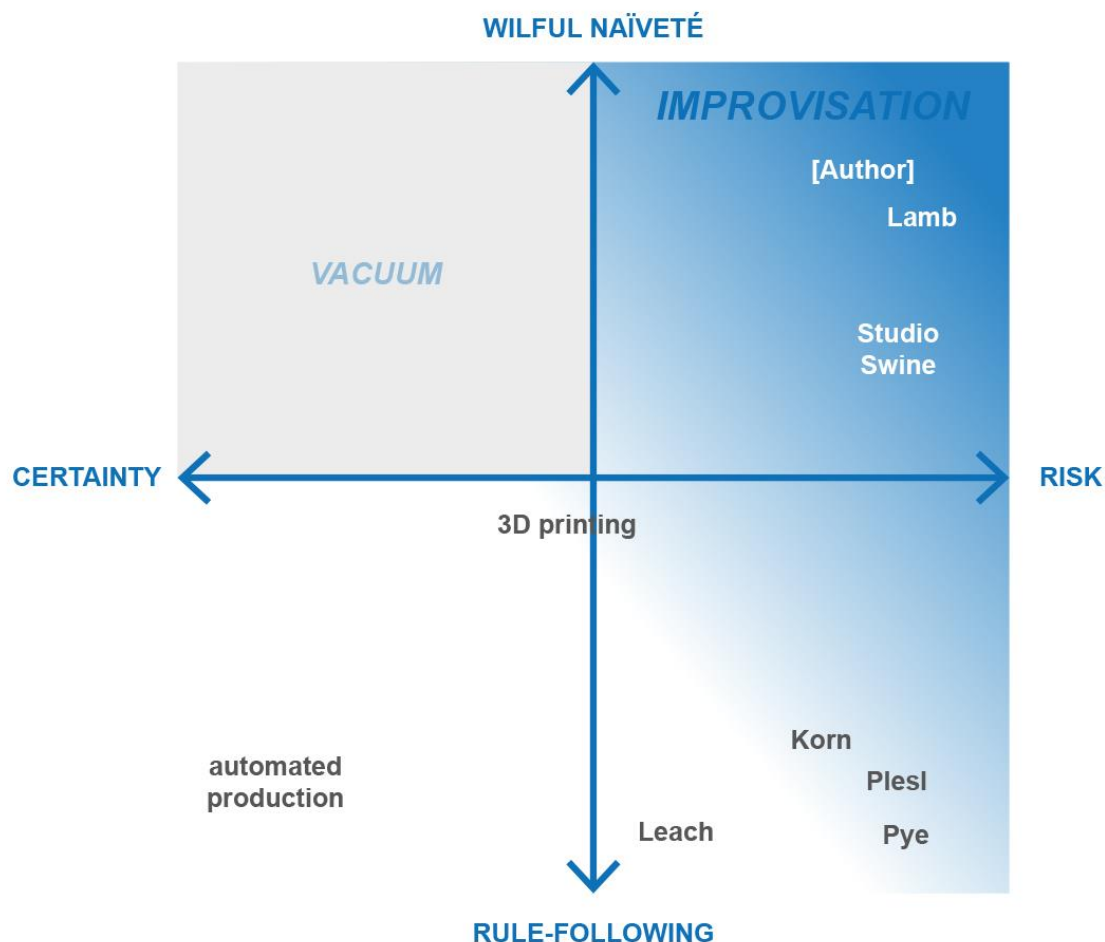 WILFUL NAÏVETÉ
IMPROVISATION
[Author]
Lamb
VACUUM
Studio
Swine
CERTAINTY
RISK
3D printing
Korn
automated
production
Plesl
Leach
Pye
RULE-FOLLOWING